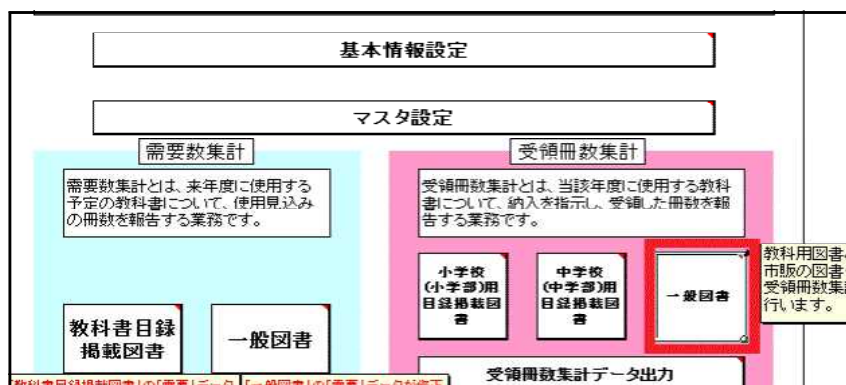 基本情報設定
マスタ設定
需要数集計
需要数集計とは、来年度に使用する
予定の教科書について、使用見込み
の冊数を報告する業務です。
教科書目録
掲載図書
一般図書
受領冊数集計
受領冊数集計とは、当該年度に使用する教科
書について、納入を指示し、受領した冊数を報
告する業務です。
小学校
(小学部)用
目録掲載図
書
中学校
(中学部)用
目録掲載図
書
一般図書
教科用図書
市販の図書
受領冊数集
行います。
受領冊数集計データ出力